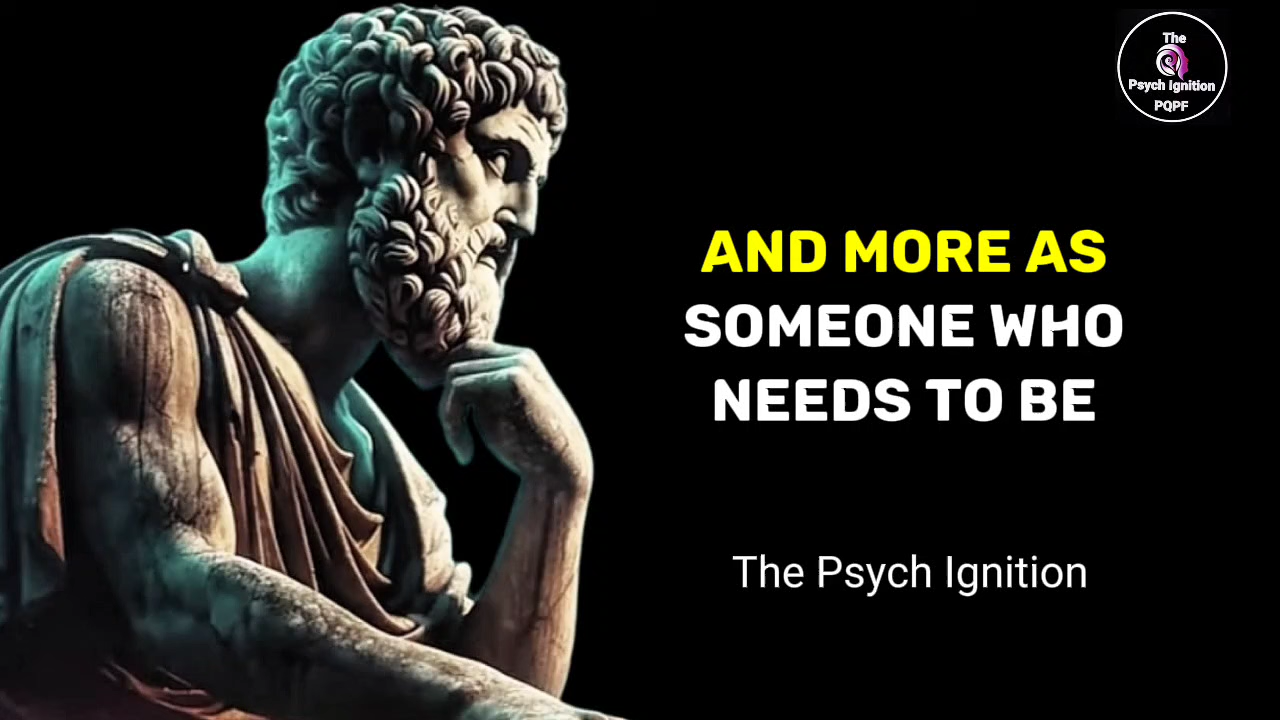 The
Psych Ignition
PQPF
AND MORE AS
SOMEONE WHO
NEEDS TO BE
The Psych Ignition